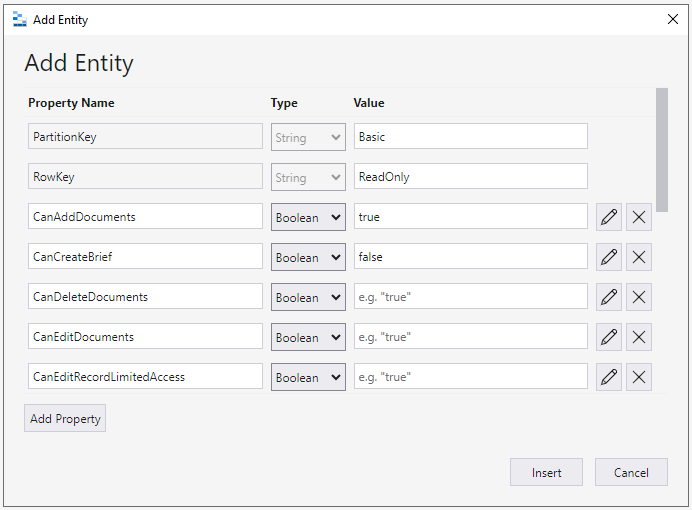 Add Entity
Add Entity
Property Name Type Value
PartitionKey String Basic
RowKey String ReadOnly
CanAddDocuments Boolean true
CanCreateBrief Boolean false
CanDeleteDocuments Boolean e.g. "true"
CanEditDocuments Boolean e.g. "true"
CanEditRecordLimitedAccess Boolean e.g. "true"
Add Property
Insert Cancel